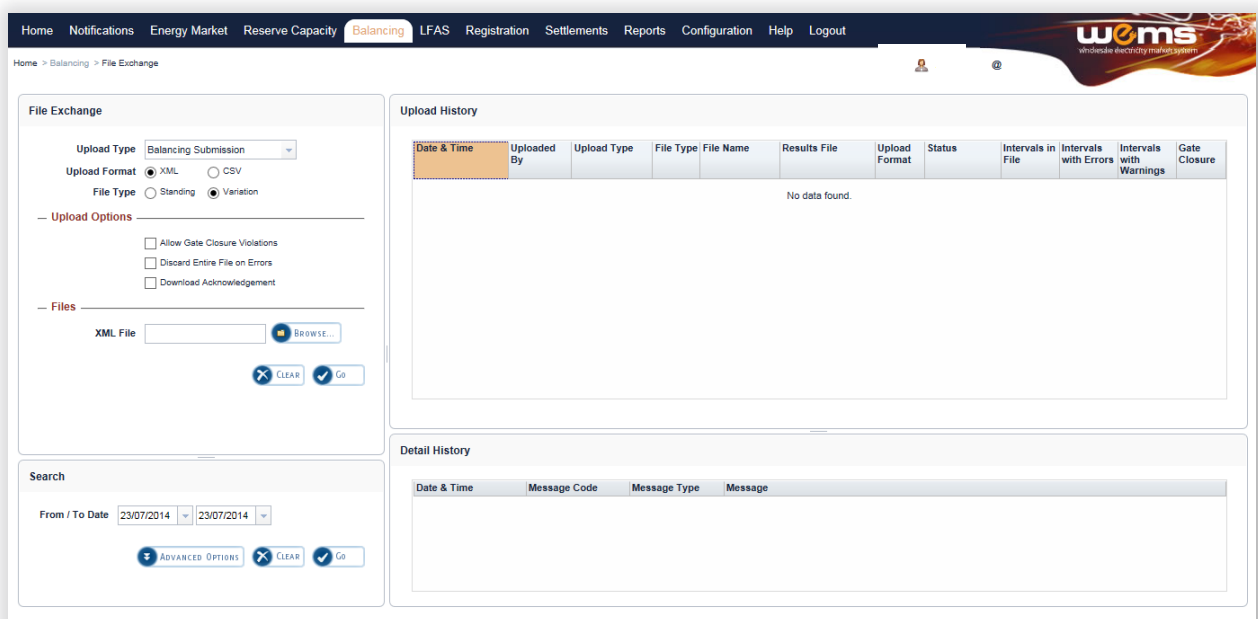 Home Notifications Energy Market Reserve Capacity Balancing LFAS Registration Settlements Reports Configuration Help Logout
wems
wholesale electricity market system
Home > Balancing > File Exchange
@
File Exchange
Upload Type Balancing Submission
Upload Format XML CSV
File Type Standing Variation
Upload Options
Allow Gate Closure Violations
Discard Entire File on Errors
Download Acknowledgement
Files
XML File BROWSE...
CLEAR GO
Search
From / To Date 23/07/2014 23/07/2014
ADVANCED OPTIONS CLEAR GO
Upload History
Date & Time Uploaded Upload Type File Type File Name Results File Upload Status Intervals in Intervals Intervals Gate
By Format File with Errors with Closure
Warnings
No data found.
Detail History
Date & Time Message Code Message Type Message